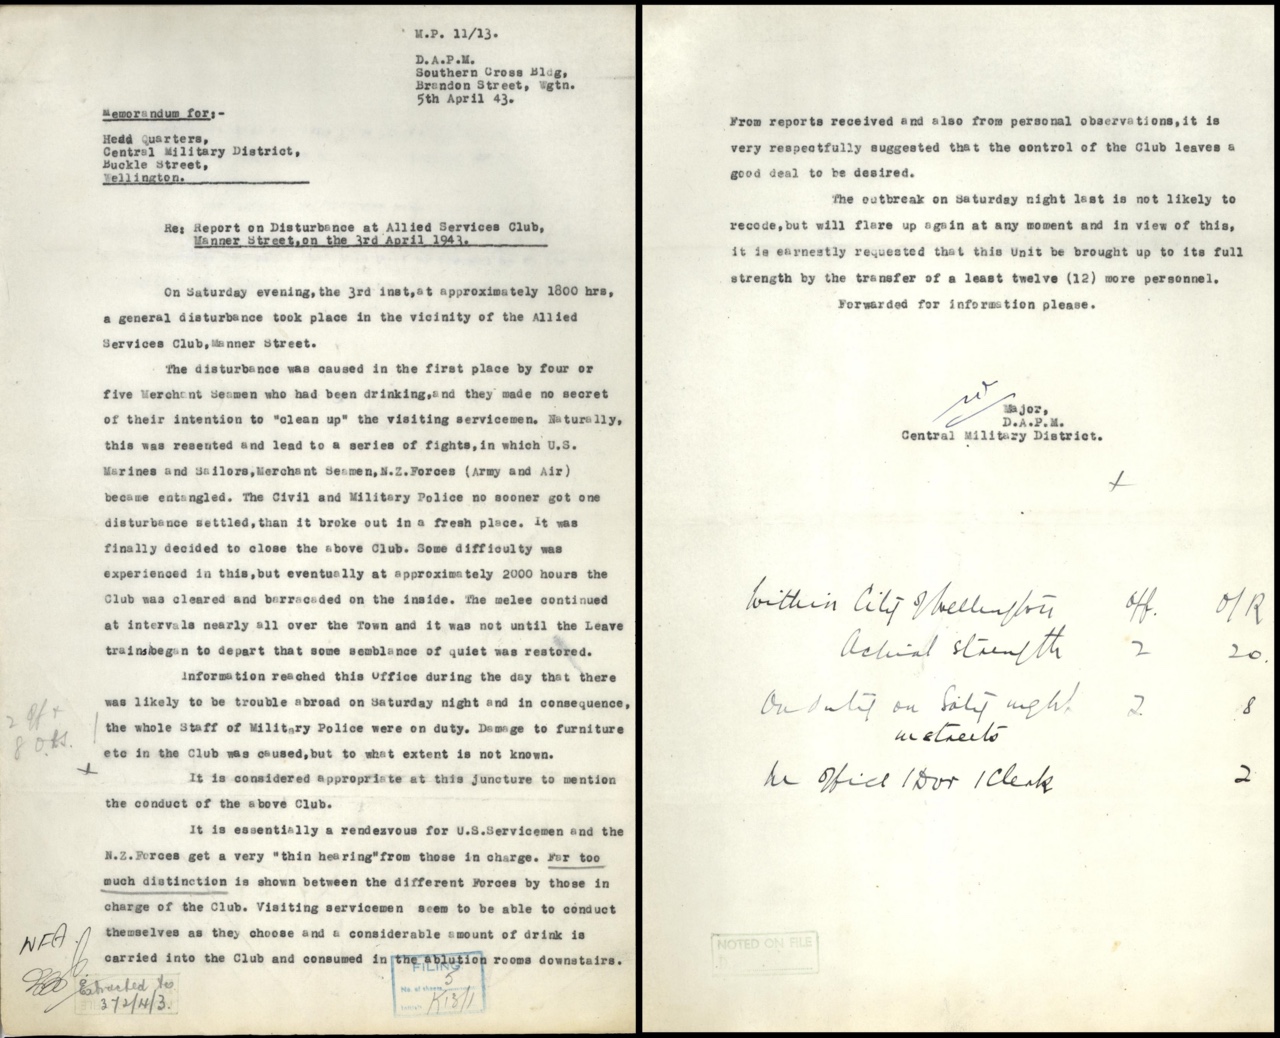 M.P. 11/13.
D.A.P.M.
Southern Cross Bldg,
Brandon Street, Wgtn.
5th April 43.
Memorandum for:-
Hedd Quarters,
Central Military District,
Buckle Street,
Wellington.
Re: Report on Disturbance at Allied Services Club,
Manner Street,on the 3rd April 1943.
On Saturday evening,the 3rd inst,at approximately 1800 hrs,
a general disturbance took place in the vicinity of the Allied
Services Club,Manner Street.
The disturbance was caused in the first place by four or
five Merchant Seamen who had been drinking,and they made no secret
of their intention to "clean up" the visiting servicemen. Naturally,
this was resented and lead to a series of fights,in which U.S.
Marines and Sailors,Merchant Seamen,N.Z.Forces (Army and Air)
became entangled. The Civil and Military Police no sooner got one
disturbance settled,than it broke out in a fresh place. It was
finally decided to close the above Club. Some difficulty was
experienced in this,but eventually at approximately 2000 hours the
Club was cleared and barracaded on the inside. The melee continued
at intervals nearly all over the Town and it was not until the Leave
trains began to depart that some semblance of quiet was restored.
Information reached this Office during the day that there
was likely to be trouble abroad on Saturday night and in consequence,
the whole Staff of Military Police were on duty. Damage to furniture
etc in the Club was caused,but to what extent is not known.
2 Off +
8 O.Rs.
It is considered appropriate at this juncture to mention
the conduct of the above Club.
It is essentially a rendezvous for U.S.Servicemen and the
N.Z.Forces get a very "thin hearing"from those in charge. Far too
much distinction is shown between the different Forces by those in
charge of the Club. Visiting servicemen seem to be able to conduct
themselves as they choose and a considerable amount of drink is
carried into the Club and consumed in the ablution rooms downstairs.
NFA
Extracted to
372/4/3.
FILING
No. of sheets 5
K13/1
From reports received and also from personal observations,it is
very respectfully suggested that the control of the Club leaves a
good deal to be desired.
The outbreak on Saturday night last is not likely to
recode,but will flare up again at any moment and in view of this,
it is earnestly requested that this Unit be brought up to its full
strength by the transfer of a least twelve (12) more personnel.
Forwarded for information please.
Major,
D.A.P.M.
Central Military District.
Within City of Wellington Off. O/R
Actual strength 2 20.
On duty on Saty night 2 8
in streets
In office 1 Dvr 1 Clerk 2
NOTED ON FILE